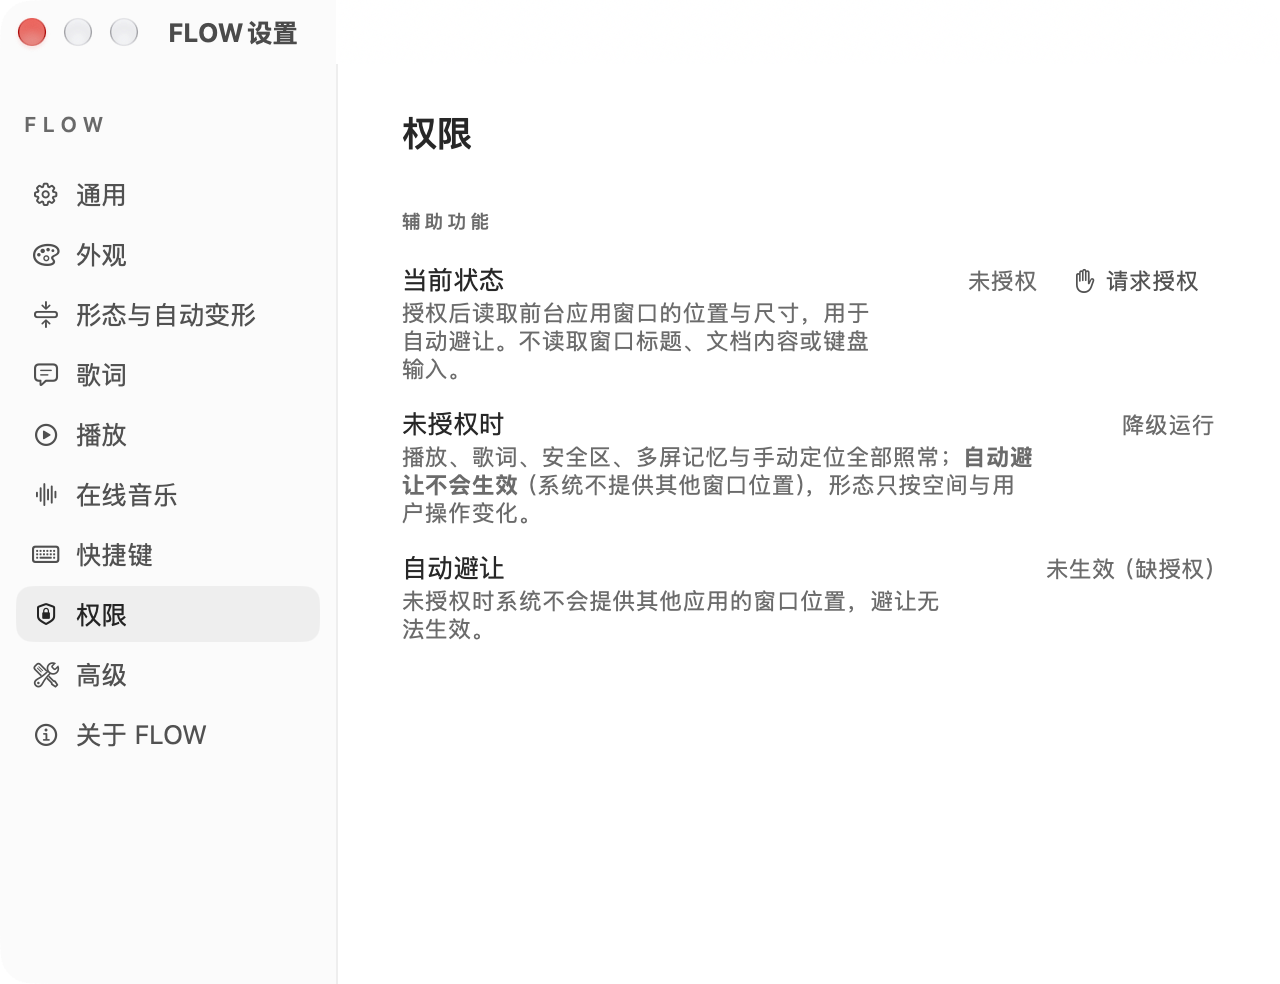 FLOW 设置
FLOW
通用
外观
形态与自动变形
歌词
播放
在线音乐
快捷键
权限
高级
关于 FLOW
权限
辅助功能
当前状态
未授权
请求授权
授权后读取前台应用窗口的位置与尺寸，用于
自动避让。不读取窗口标题、文档内容或键盘
输入。
未授权时
降级运行
播放、歌词、安全区、多屏记忆与手动定位全部照常；自动避
让不会生效（系统不提供其他窗口位置），形态只按空间与用
户操作变化。
自动避让
未生效（缺授权）
未授权时系统不会提供其他应用的窗口位置，避让无
法生效。